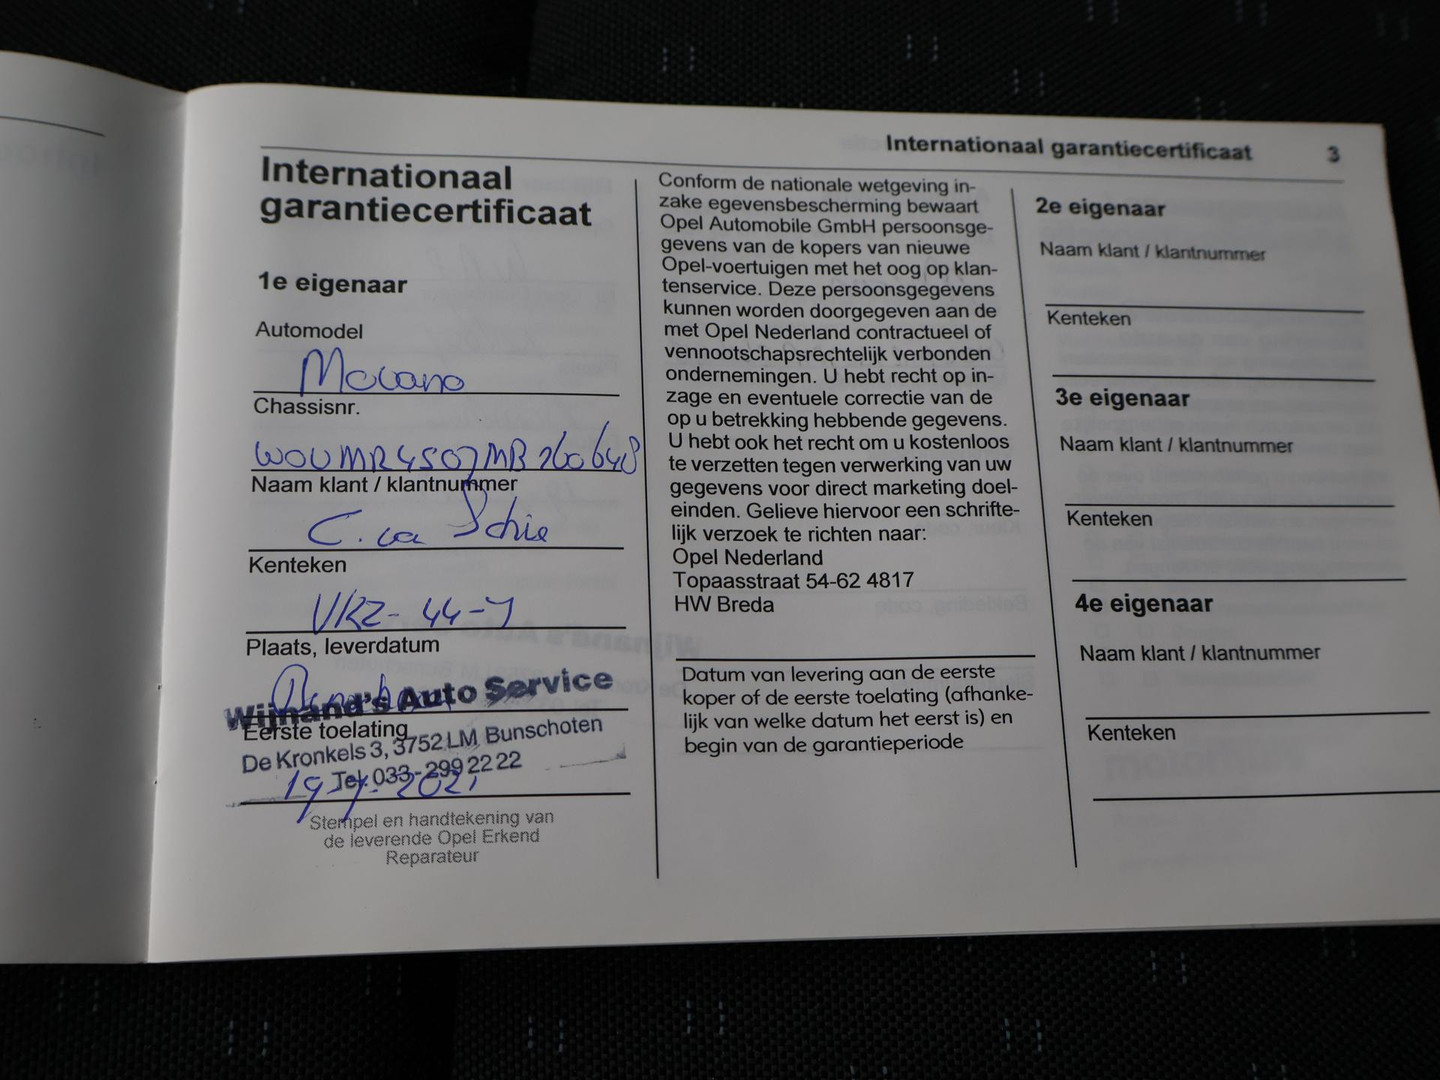 Internationaal garantiecertificaat 3
Internationaal
garantiecertificaat
1e eigenaar
Automodel
Movano
Chassisnr.
WOVMR4507MB260648
Naam klant / klantnummer
C. va Schie
Kenteken
VRZ-44-J
Plaats, leverdatum
Wijnand's Auto Service
Eerste toelating
De Kronkels 3, 3752 LM Bunschoten
Tel. 033-299 22 22
Stempel en handtekening van
de leverende Opel Erkend
Reparateur
Conform de nationale wetgeving in-
zake egevensbescherming bewaart
Opel Automobile GmbH persoonsge-
gevens van de kopers van nieuwe
Opel-voertuigen met het oog op klan-
tenservice. Deze persoonsgegevens
kunnen worden doorgegeven aan de
met Opel Nederland contractueel of
vennootschapsrechtelijk verbonden
ondernemingen. U hebt recht op in-
zage en eventuele correctie van de
op u betrekking hebbende gegevens.
U hebt ook het recht om u kostenloos
te verzetten tegen verwerking van uw
gegevens voor direct marketing doel-
einden. Gelieve hiervoor een schrifte-
lijk verzoek te richten naar:
Opel Nederland
Topaasstraat 54-62 4817
HW Breda
Datum van levering aan de eerste
koper of de eerste toelating (afhanke-
lijk van welke datum het eerst is) en
begin van de garantieperiode
2e eigenaar
Naam klant / klantnummer
Kenteken
3e eigenaar
Naam klant / klantnummer
Kenteken
4e eigenaar
Naam klant / klantnummer
Kenteken